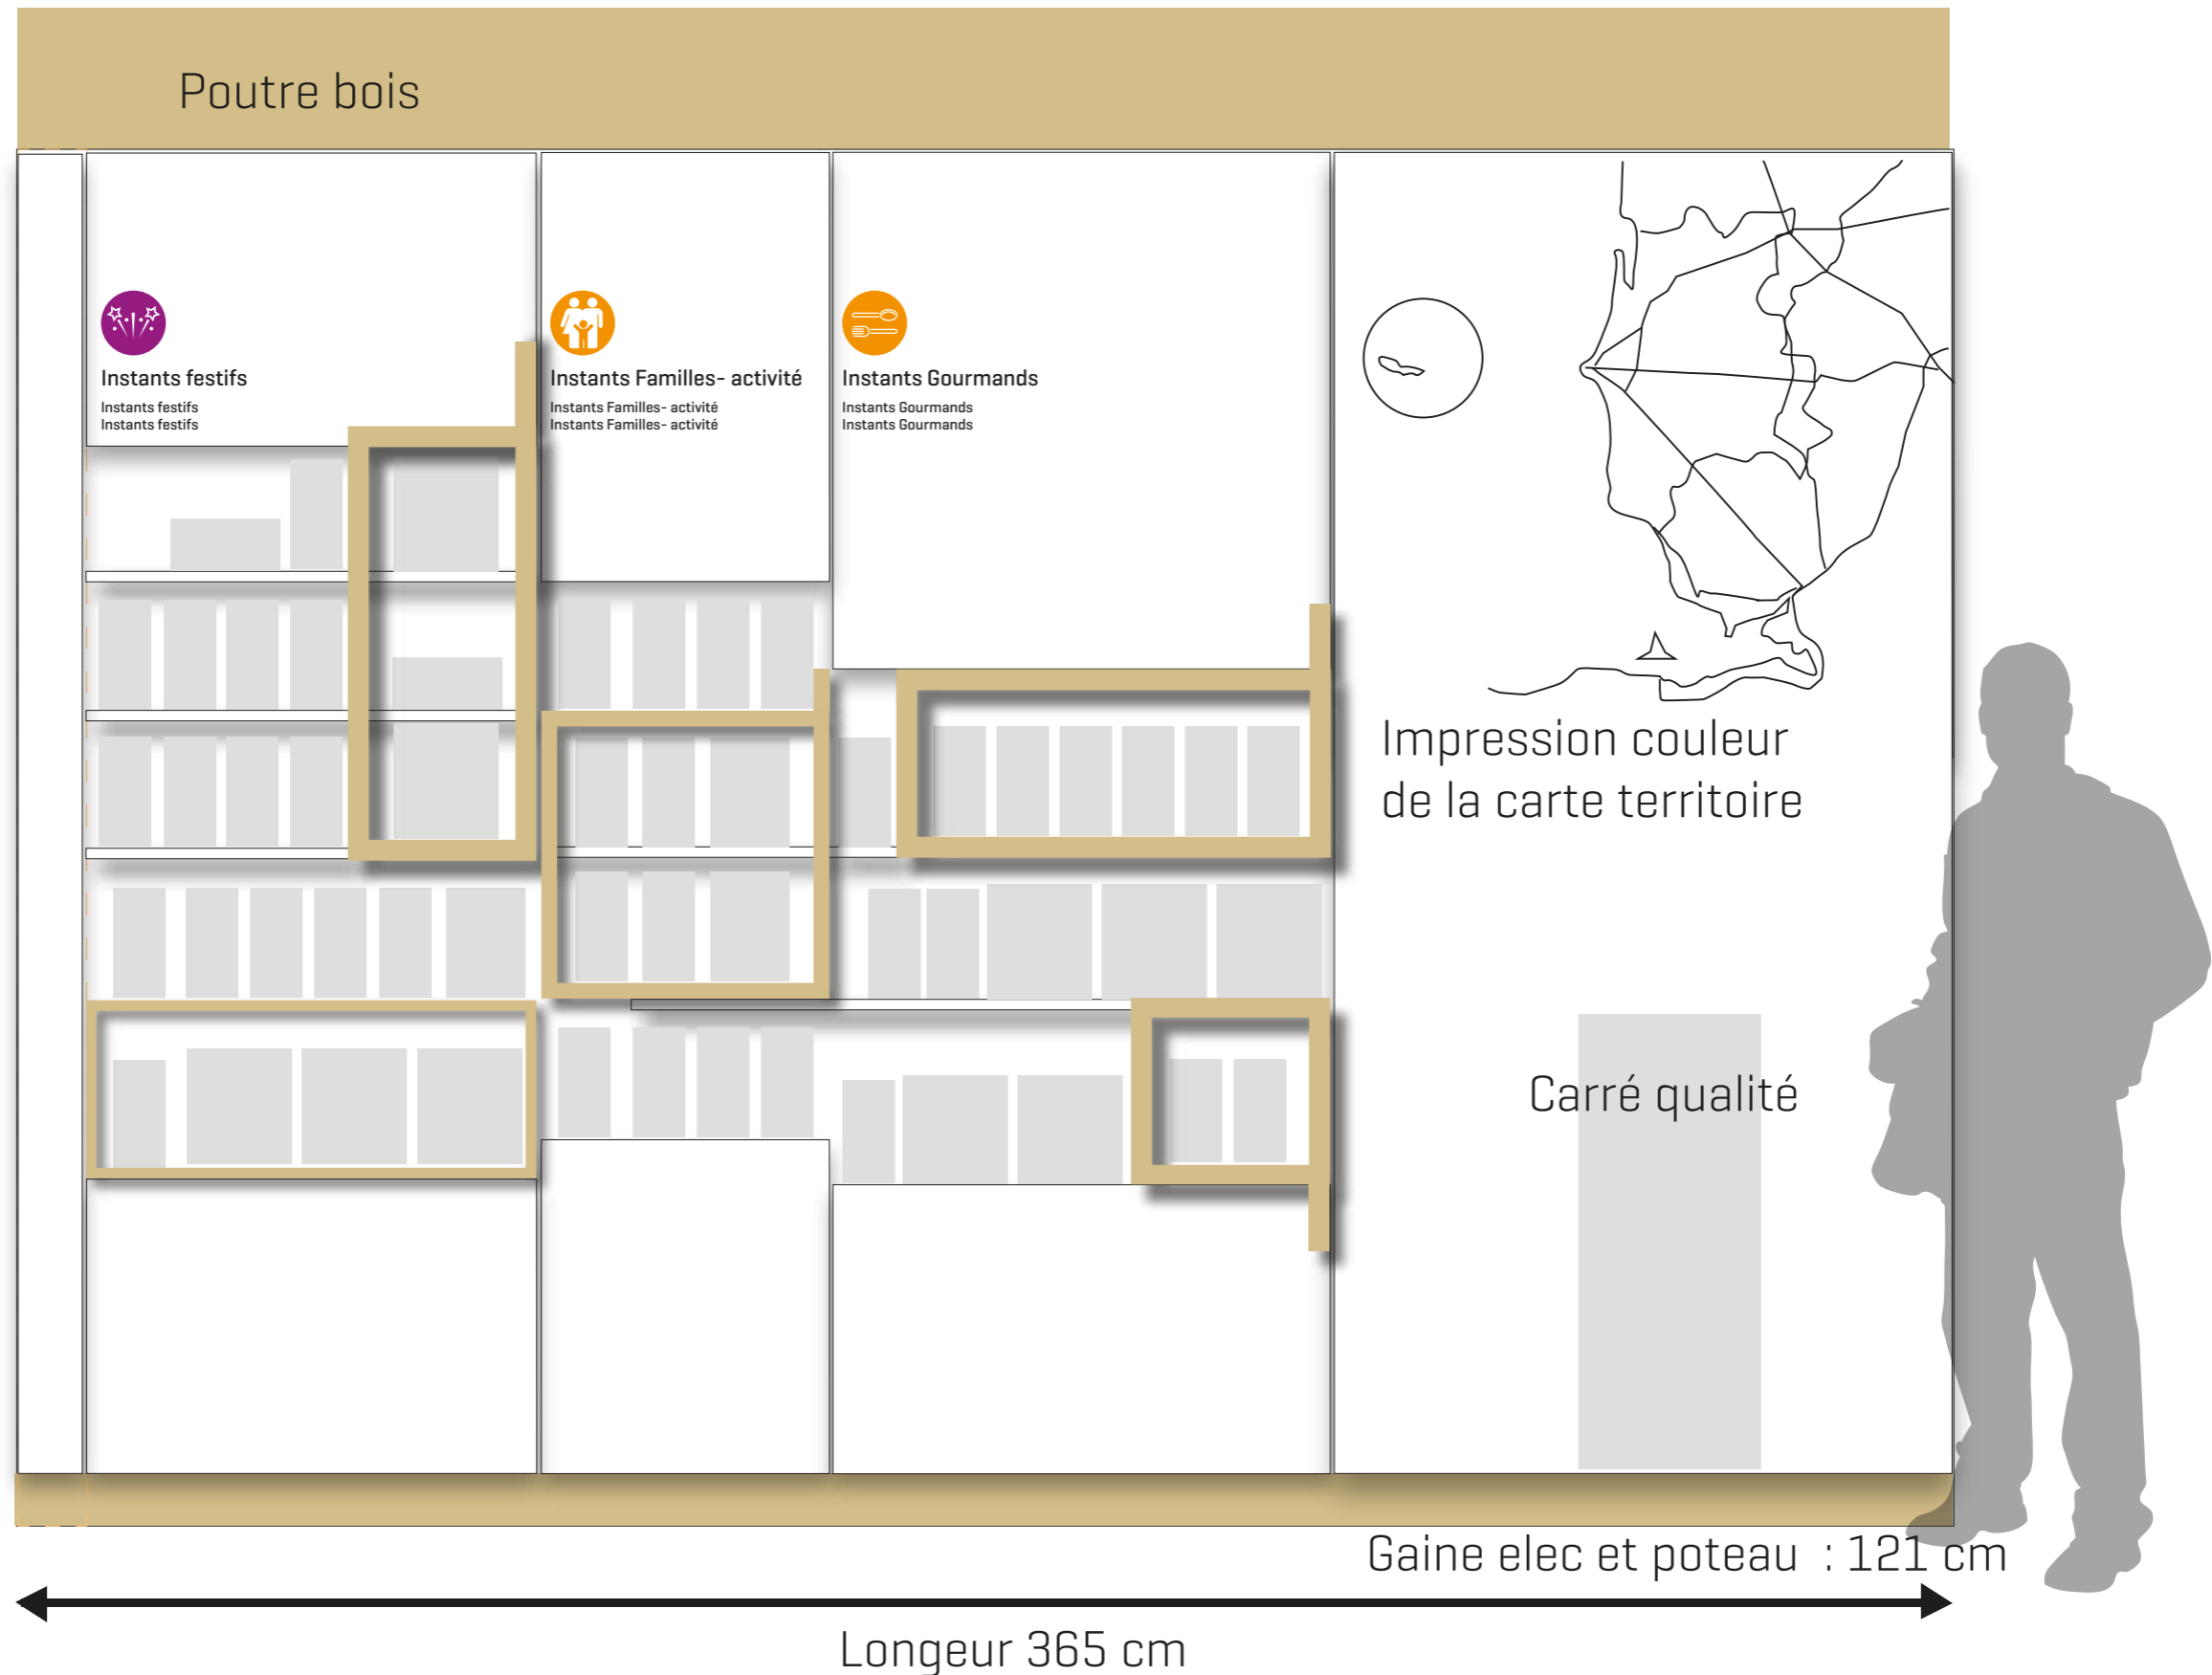 Poutre bois
Instants festifs
Instants festifs
Instants festifs
Instants Familles- activité
Instants Familles- activité
Instants Familles- activité
Instants Gourmands
Instants Gourmands
Instants Gourmands
Impression couleur
de la carte territoire
Carré qualité
Gaine elec et poteau : 121 cm
Longeur 365 cm